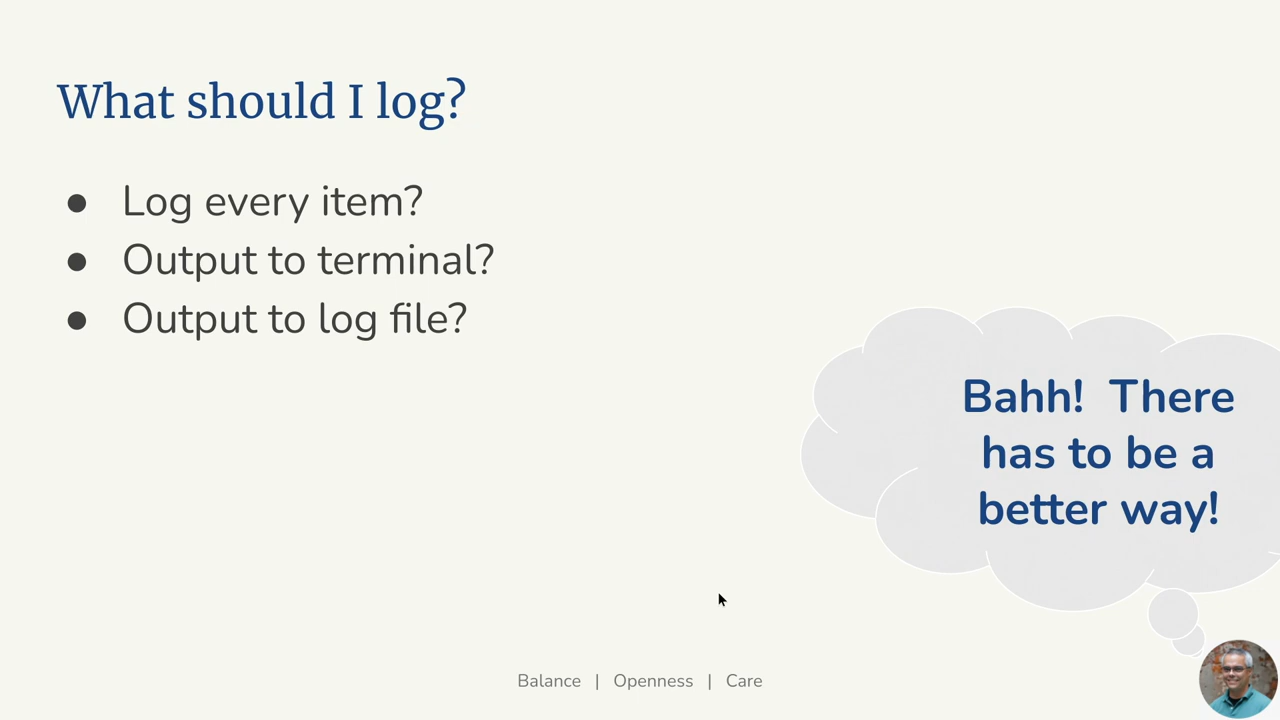 What should I log?
● Log every item?
● Output to terminal?
● Output to log file?
Bahh!  There
has to be a
better way!
Balance | Openness | Care